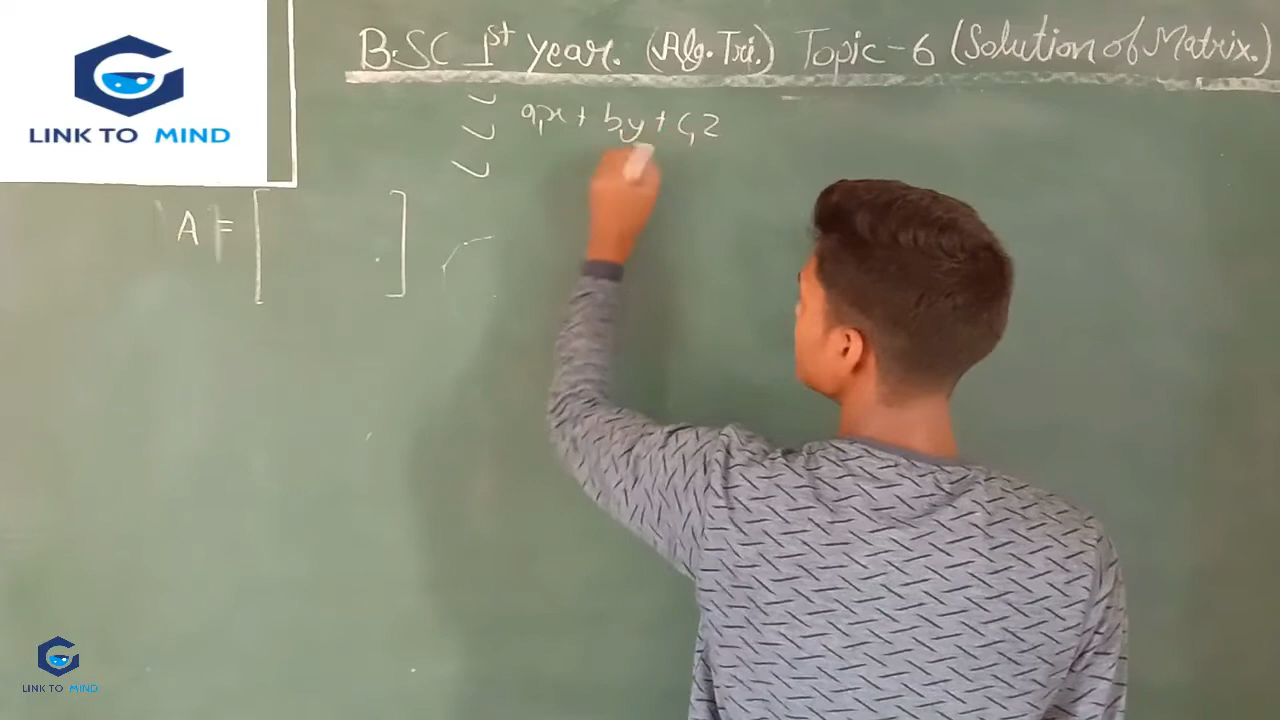 LINK TO MIND
B.SC 1st year. (Alg.Tri.) Topic-6 (Solution of Matrix.)
a₁x + b₁y + c₁z
A = [ ]
LINK TO MIND